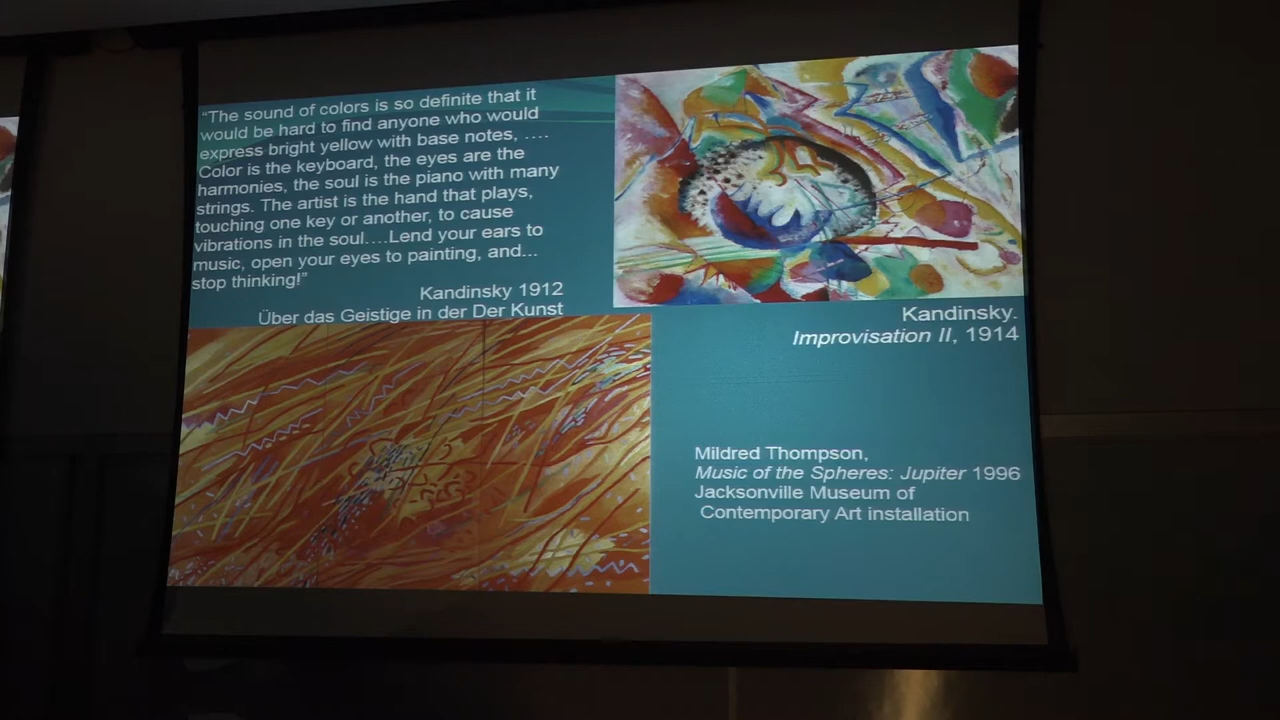 “The sound of colors is so definite that it
would be hard to find anyone who would
express bright yellow with base notes, ….
Color is the keyboard, the eyes are the
harmonies, the soul is the piano with many
strings. The artist is the hand that plays,
touching one key or another, to cause
vibrations in the soul….Lend your ears to
music, open your eyes to painting, and...
stop thinking!”
Kandinsky 1912
Über das Geistige in der Der Kunst
Kandinsky.
Improvisation II, 1914
Mildred Thompson,
Music of the Spheres: Jupiter 1996
Jacksonville Museum of
Contemporary Art installation